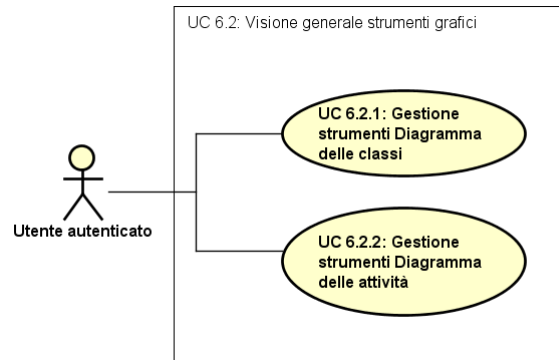 UC 6.2: Visione generale strumenti grafici
UC 6.2.1: Gestione
strumenti Diagramma
delle classi
Utente autenticato
UC 6.2.2: Gestione
strumenti Diagramma
delle attività